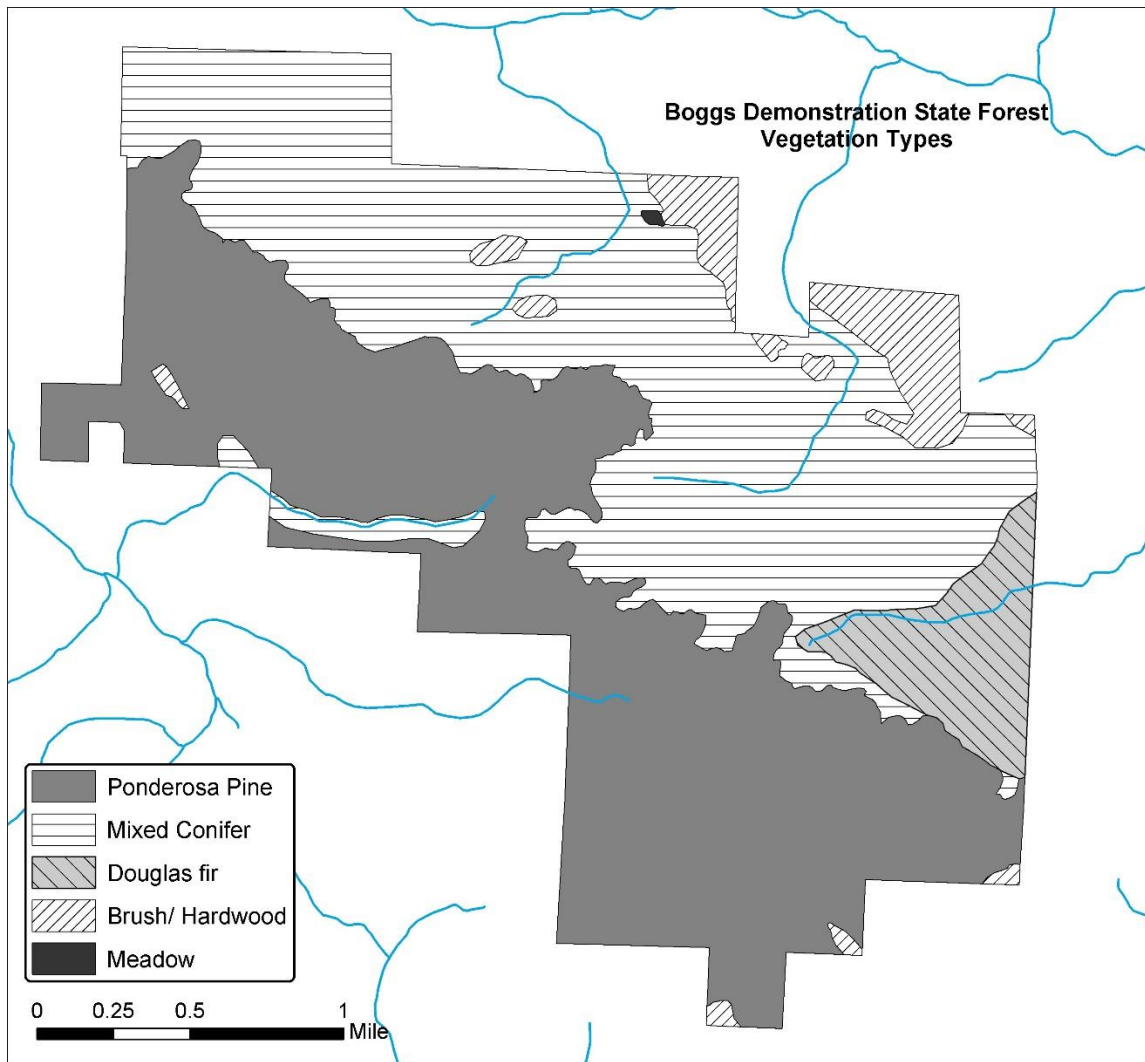 Boggs Demonstration State Forest
Vegetation Types
Ponderosa Pine
Mixed Conifer
Douglas fir
Brush/ Hardwood
Meadow
0 0.25 0.5 1
Mile